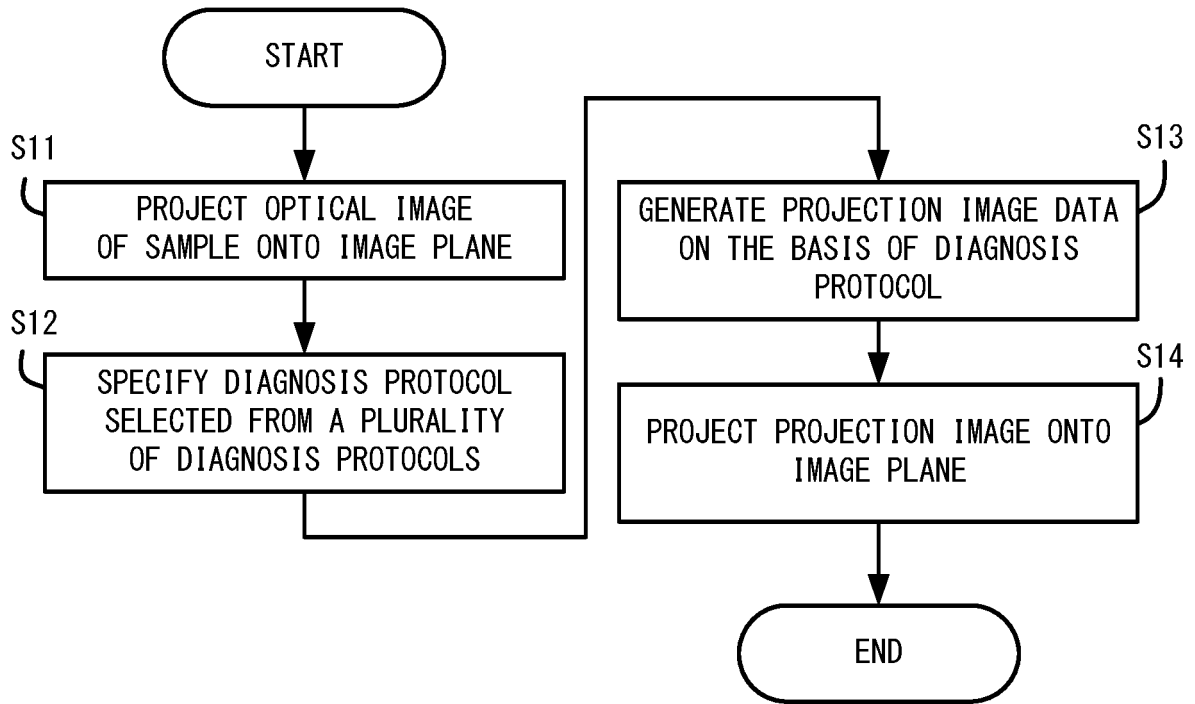 START
S11
PROJECT OPTICAL IMAGE
OF SAMPLE ONTO IMAGE PLANE
S12
SPECIFY DIAGNOSIS PROTOCOL
SELECTED FROM A PLURALITY
OF DIAGNOSIS PROTOCOLS
S13
GENERATE PROJECTION IMAGE DATA
ON THE BASIS OF DIAGNOSIS
PROTOCOL
S14
PROJECT PROJECTION IMAGE ONTO
IMAGE PLANE
END